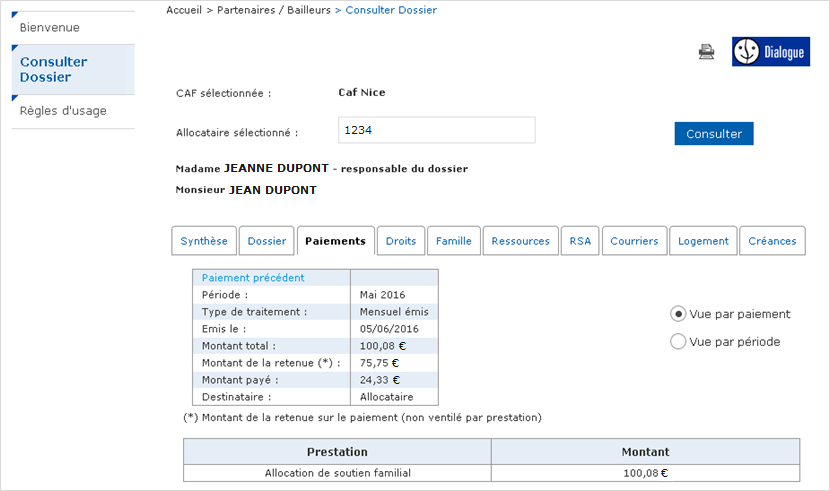 Accueil > Partenaires / Bailleurs > Consulter Dossier
Bienvenue
Consulter
Dossier
Règles d'usage
Dialogue
CAF sélectionnée : Caf Nice
Allocataire sélectionné : 1234 Consulter
Madame JEANNE DUPONT - responsable du dossier
Monsieur JEAN DUPONT
Synthèse Dossier Paiements Droits Famille Ressources RSA Courriers Logement Créances
Paiement précédent
Période : Mai 2016
Type de traitement : Mensuel émis
Emis le : 05/06/2016
Montant total : 100,08 €
Montant de la retenue (*) : 75,75 €
Montant payé : 24,33 €
Destinataire : Allocataire
Vue par paiement
Vue par période
(*) Montant de la retenue sur le paiement (non ventilé par prestation)
Prestation Montant
Allocation de soutien familial 100,08 €